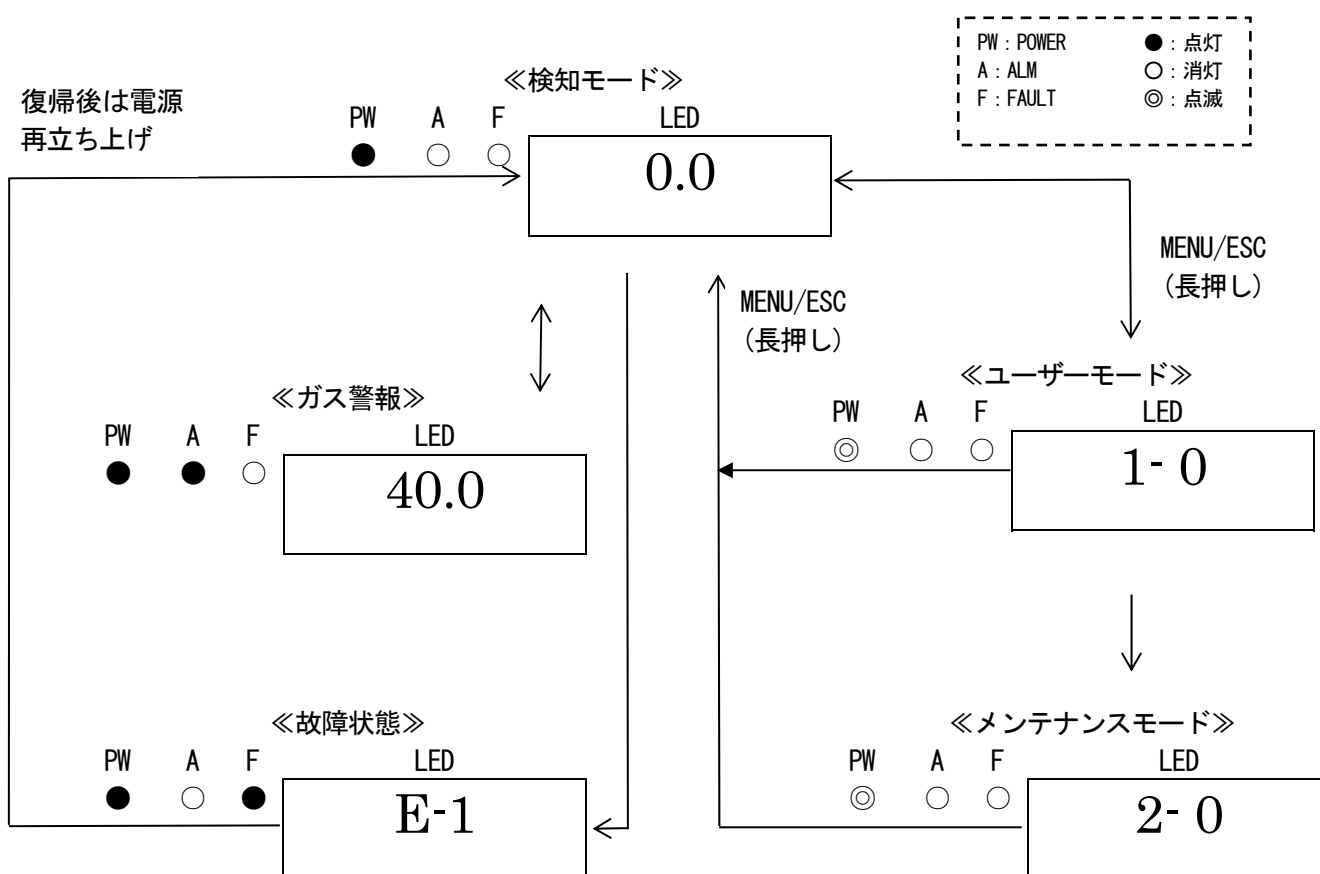 PW：POWER ●：点灯
A：ALM ○：消灯
F：FAULT ◎：点滅
復帰後は電源
再立ち上げ
≪検知モード≫
PW A F LED
● ○ ○
0.0
MENU/ESC
（長押し）
MENU/ESC
（長押し）
≪ガス警報≫
PW A F LED
● ● ○
40.0
≪ユーザーモード≫
PW A F LED
◎ ○ ○
1- 0
≪故障状態≫
PW A F LED
● ○ ●
E-1
≪メンテナンスモード≫
PW A F LED
◎ ○ ○
2- 0